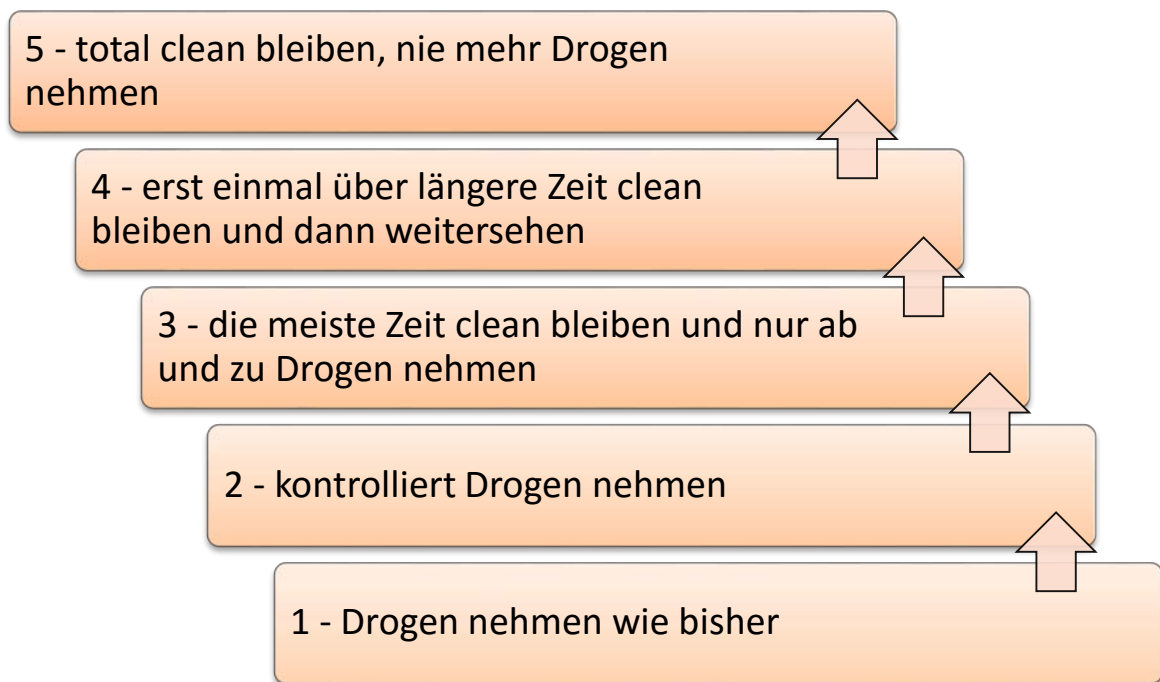 5 - total clean bleiben, nie mehr Drogen
nehmen
4 - erst einmal über längere Zeit clean
bleiben und dann weitersehen
3 - die meiste Zeit clean bleiben und nur ab
und zu Drogen nehmen
2 - kontrolliert Drogen nehmen
1 - Drogen nehmen wie bisher